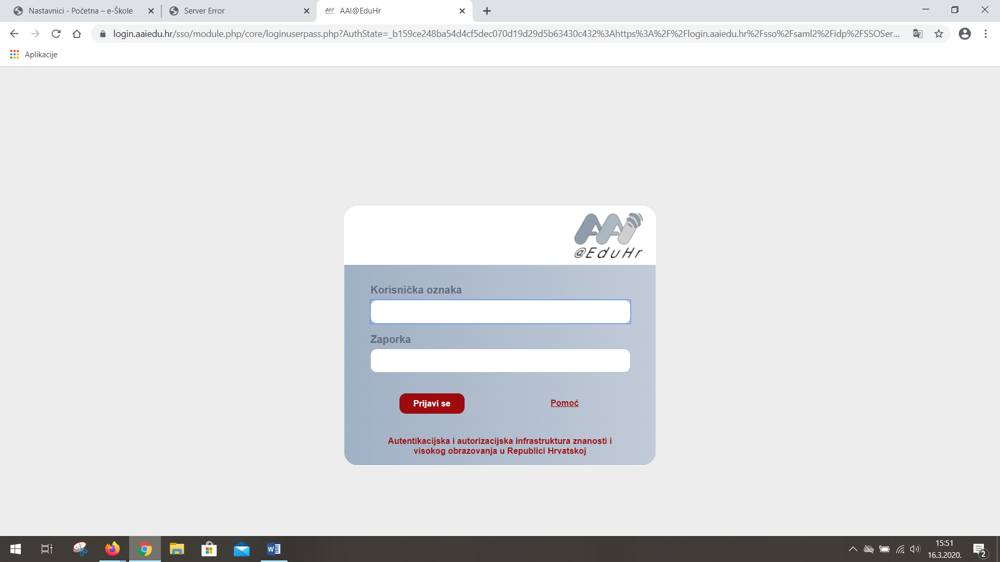 Nastavnici - Početna – e-Škole
Server Error
AAI@EduHr
login.aaiedu.hr/sso/module.php/core/loginuserpass.php?AuthState=_b159ce248ba54d4cf5dec070d19d29d5b63430c432%3Ahttps%3A%2F%2Flogin.aaiedu.hr%2Fsso%2Fsaml2%2Fidp%2FSSOSer...
Aplikacije
AAI
@EduHr
Korisnička oznaka
Zaporka
Prijavi se
Pomoć
Autentikacijska i autorizacijska infrastruktura znanosti i
visokog obrazovanja u Republici Hrvatskoj
15:51
16.3.2020.
2